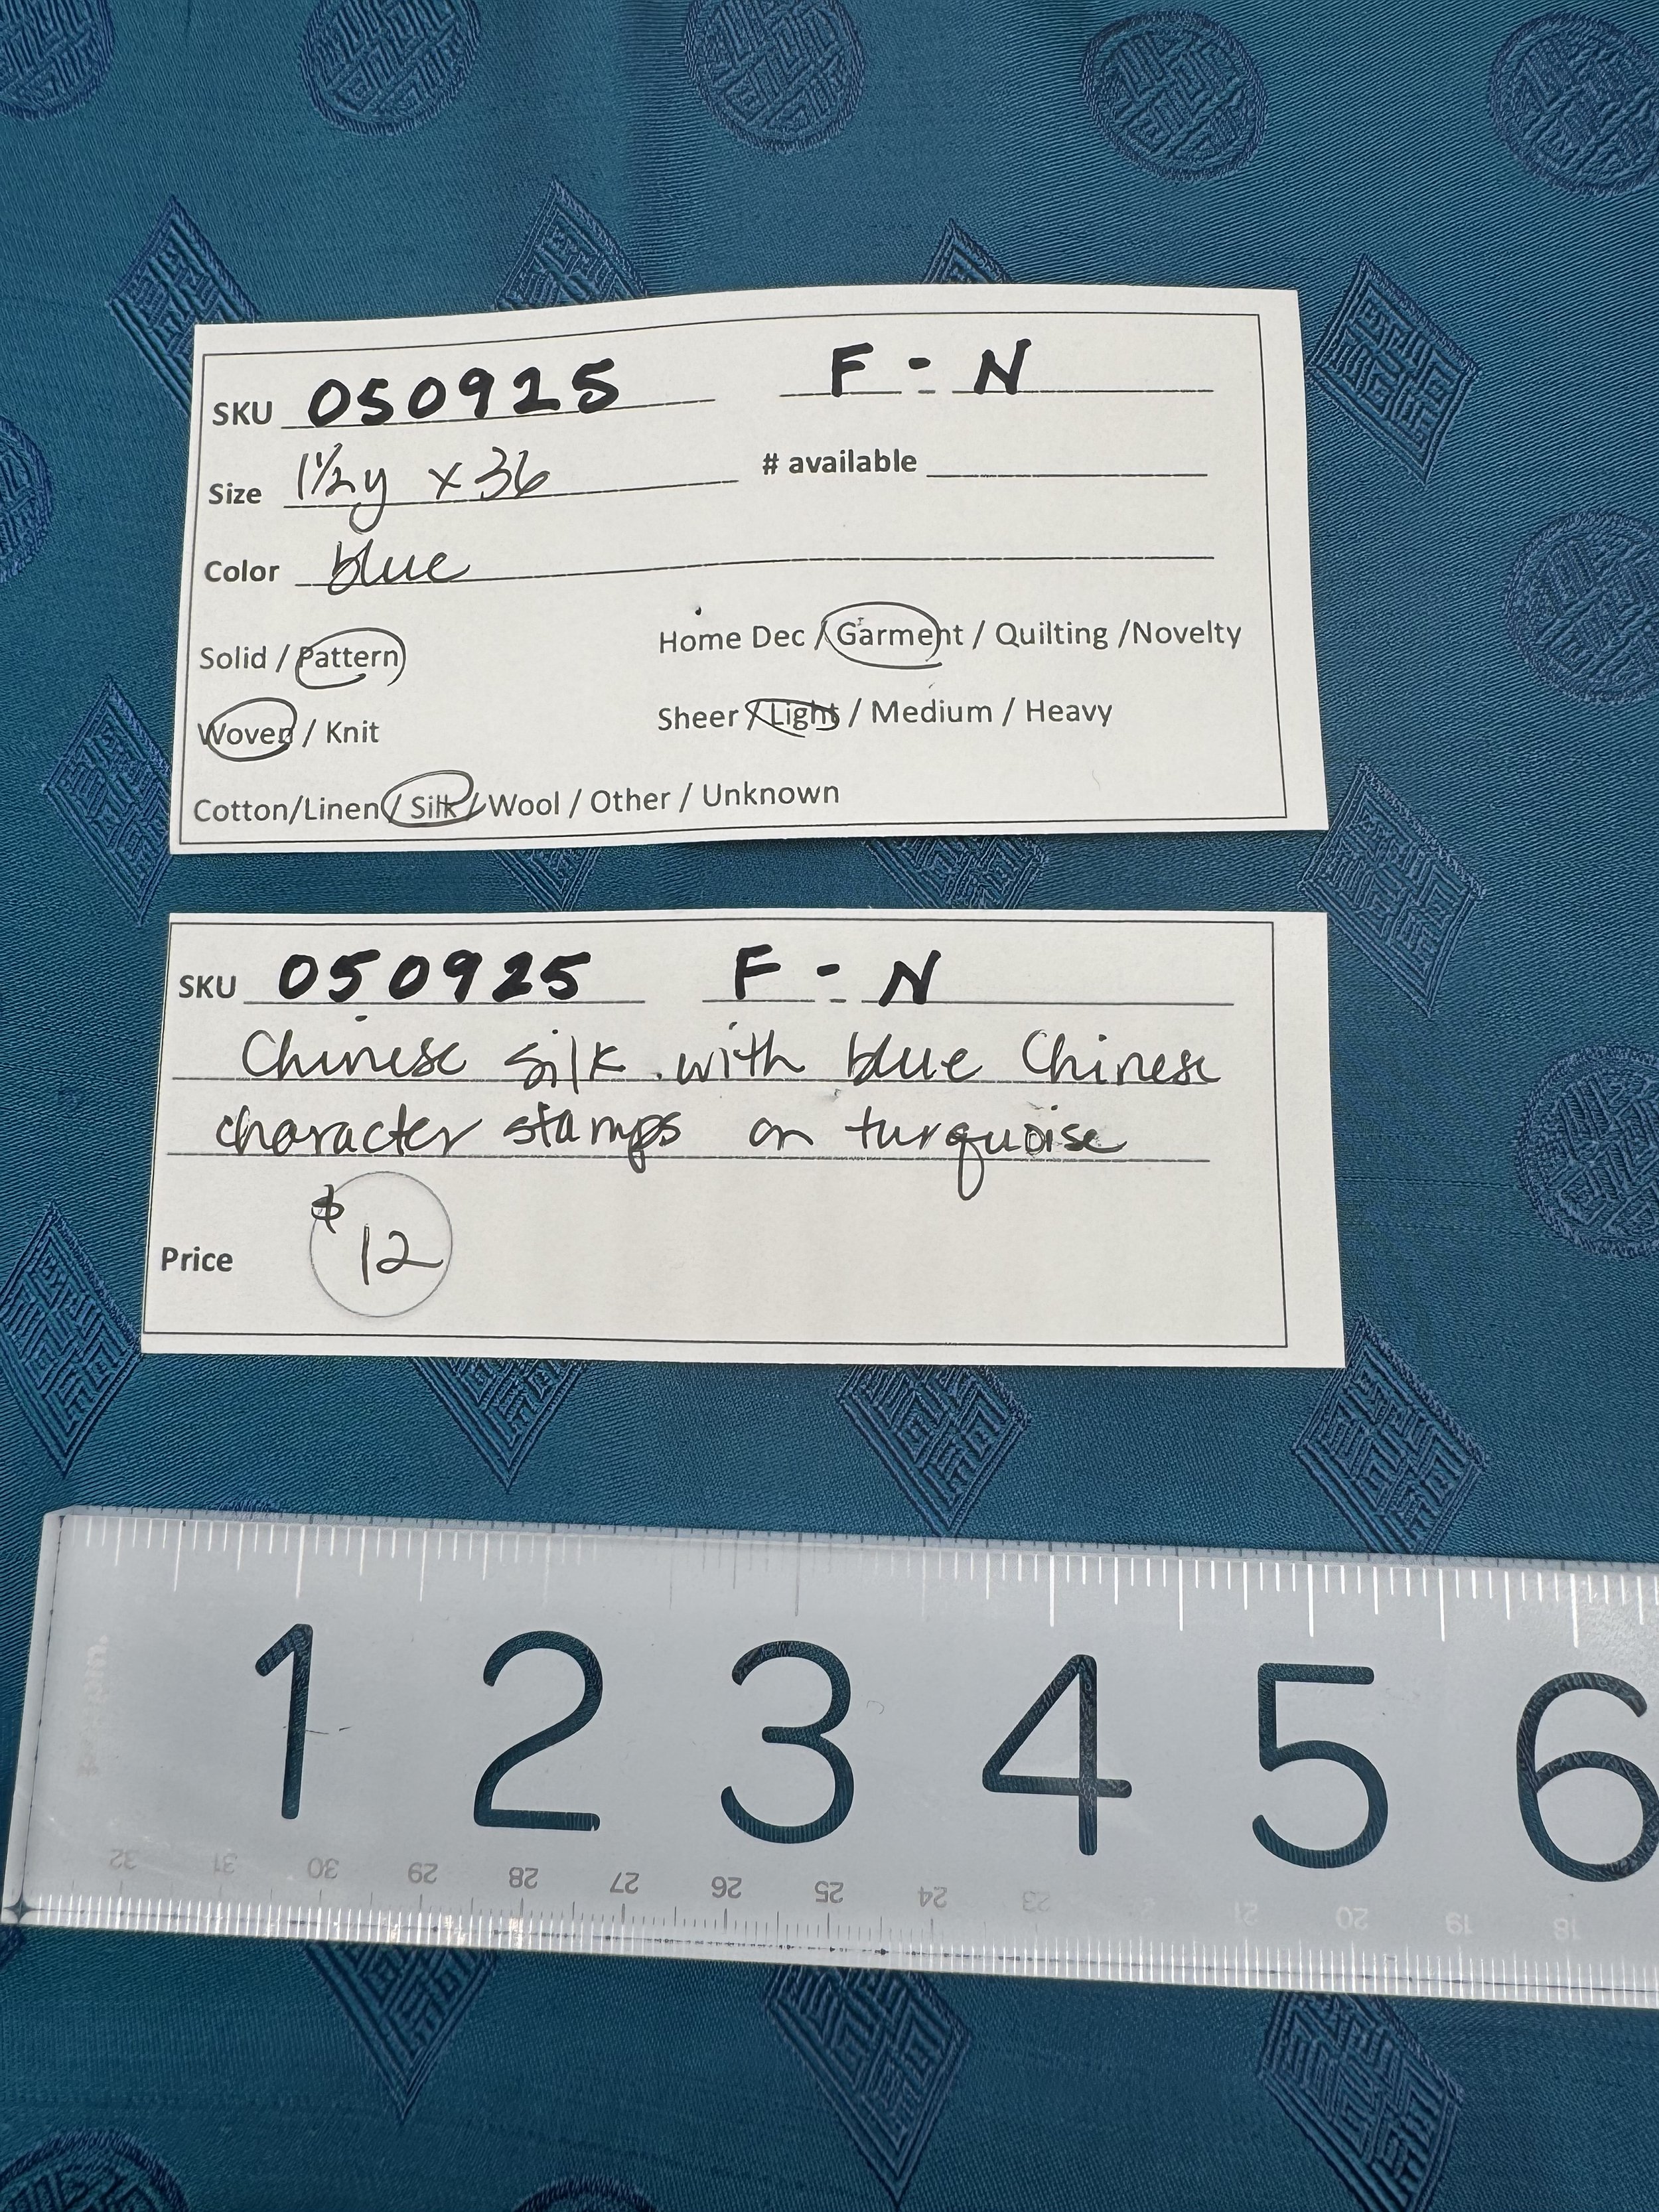 SKU 050925 F - N
Size 1½y x 36 # available
Color blue
Solid / Pattern Home Dec / Garment / Quilting /Novelty
Woven / Knit Sheer / Light / Medium / Heavy
Cotton/Linen / Silk / Wool / Other / Unknown
SKU 050925 F - N
Chinese silk with blue Chinese
character stamps on turquoise
Price $12
1 2 3 4 5 6
32 31 30 29 28 27 26 25 24 23 21 20 19 18